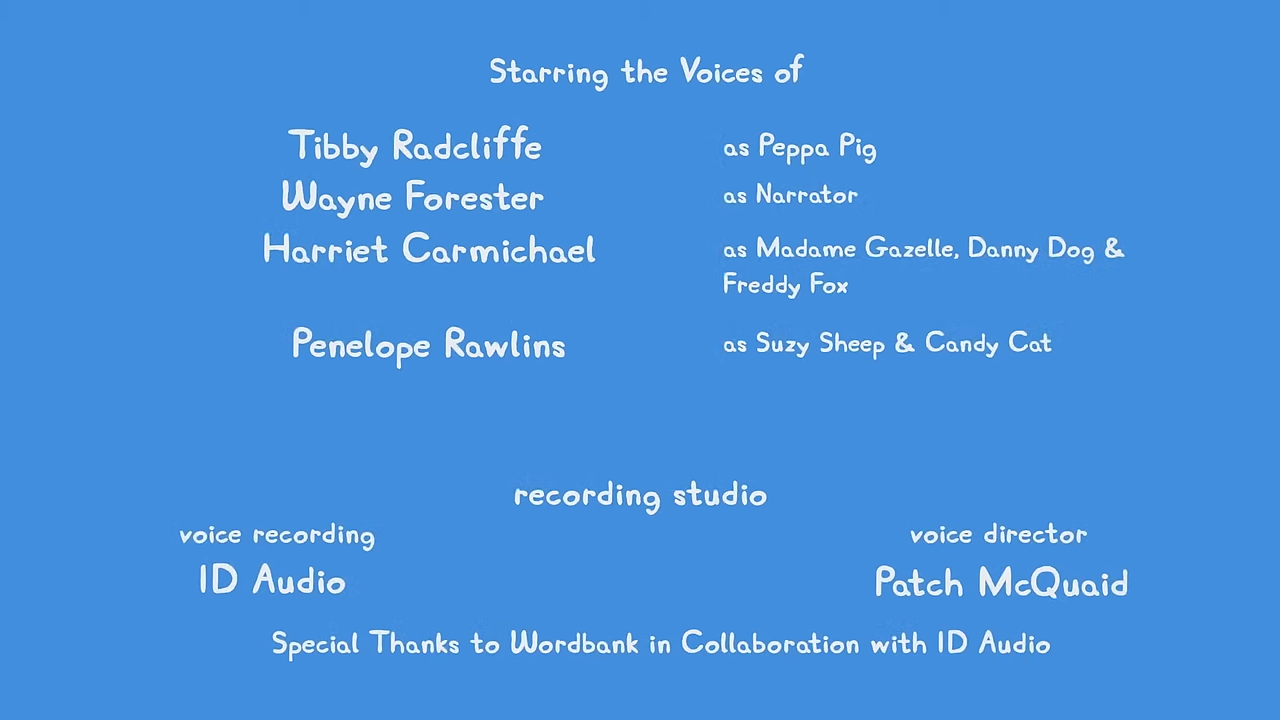 Starring the Voices of
Tibby Radcliffe as Peppa Pig
Wayne Forester as Narrator
Harriet Carmichael as Madame Gazelle, Danny Dog &
Freddy Fox
Penelope Rawlins as Suzy Sheep & Candy Cat
recording studio
voice recording voice director
ID Audio Patch McQuaid
Special Thanks to Wordbank in Collaboration with ID Audio